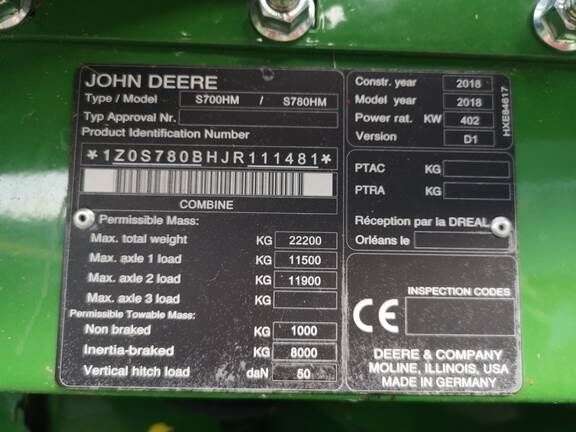 JOHN DEERE
Type / Model S700HM / S780HM
Typ Approval Nr.
Product Identification Number
*1Z0S780BHJR111481*
COMBINE
Permissible Mass:
Max. total weight KG 22200
Max. axle 1 load KG 11500
Max. axle 2 load KG 11900
Max. axle 3 load KG
Permissible Towable Mass:
Non braked KG 1000
Inertia-braked KG 8000
Vertical hitch load daN 50
Constr. year 2018
Model year 2018
Power rat. KW 402
Version D1
HXE84617
PTAC KG
PTRA KG
Réception par la DREAL
Orléans le
INSPECTION CODES
CE
DEERE & COMPANY
MOLINE, ILLINOIS, USA
MADE IN GERMANY